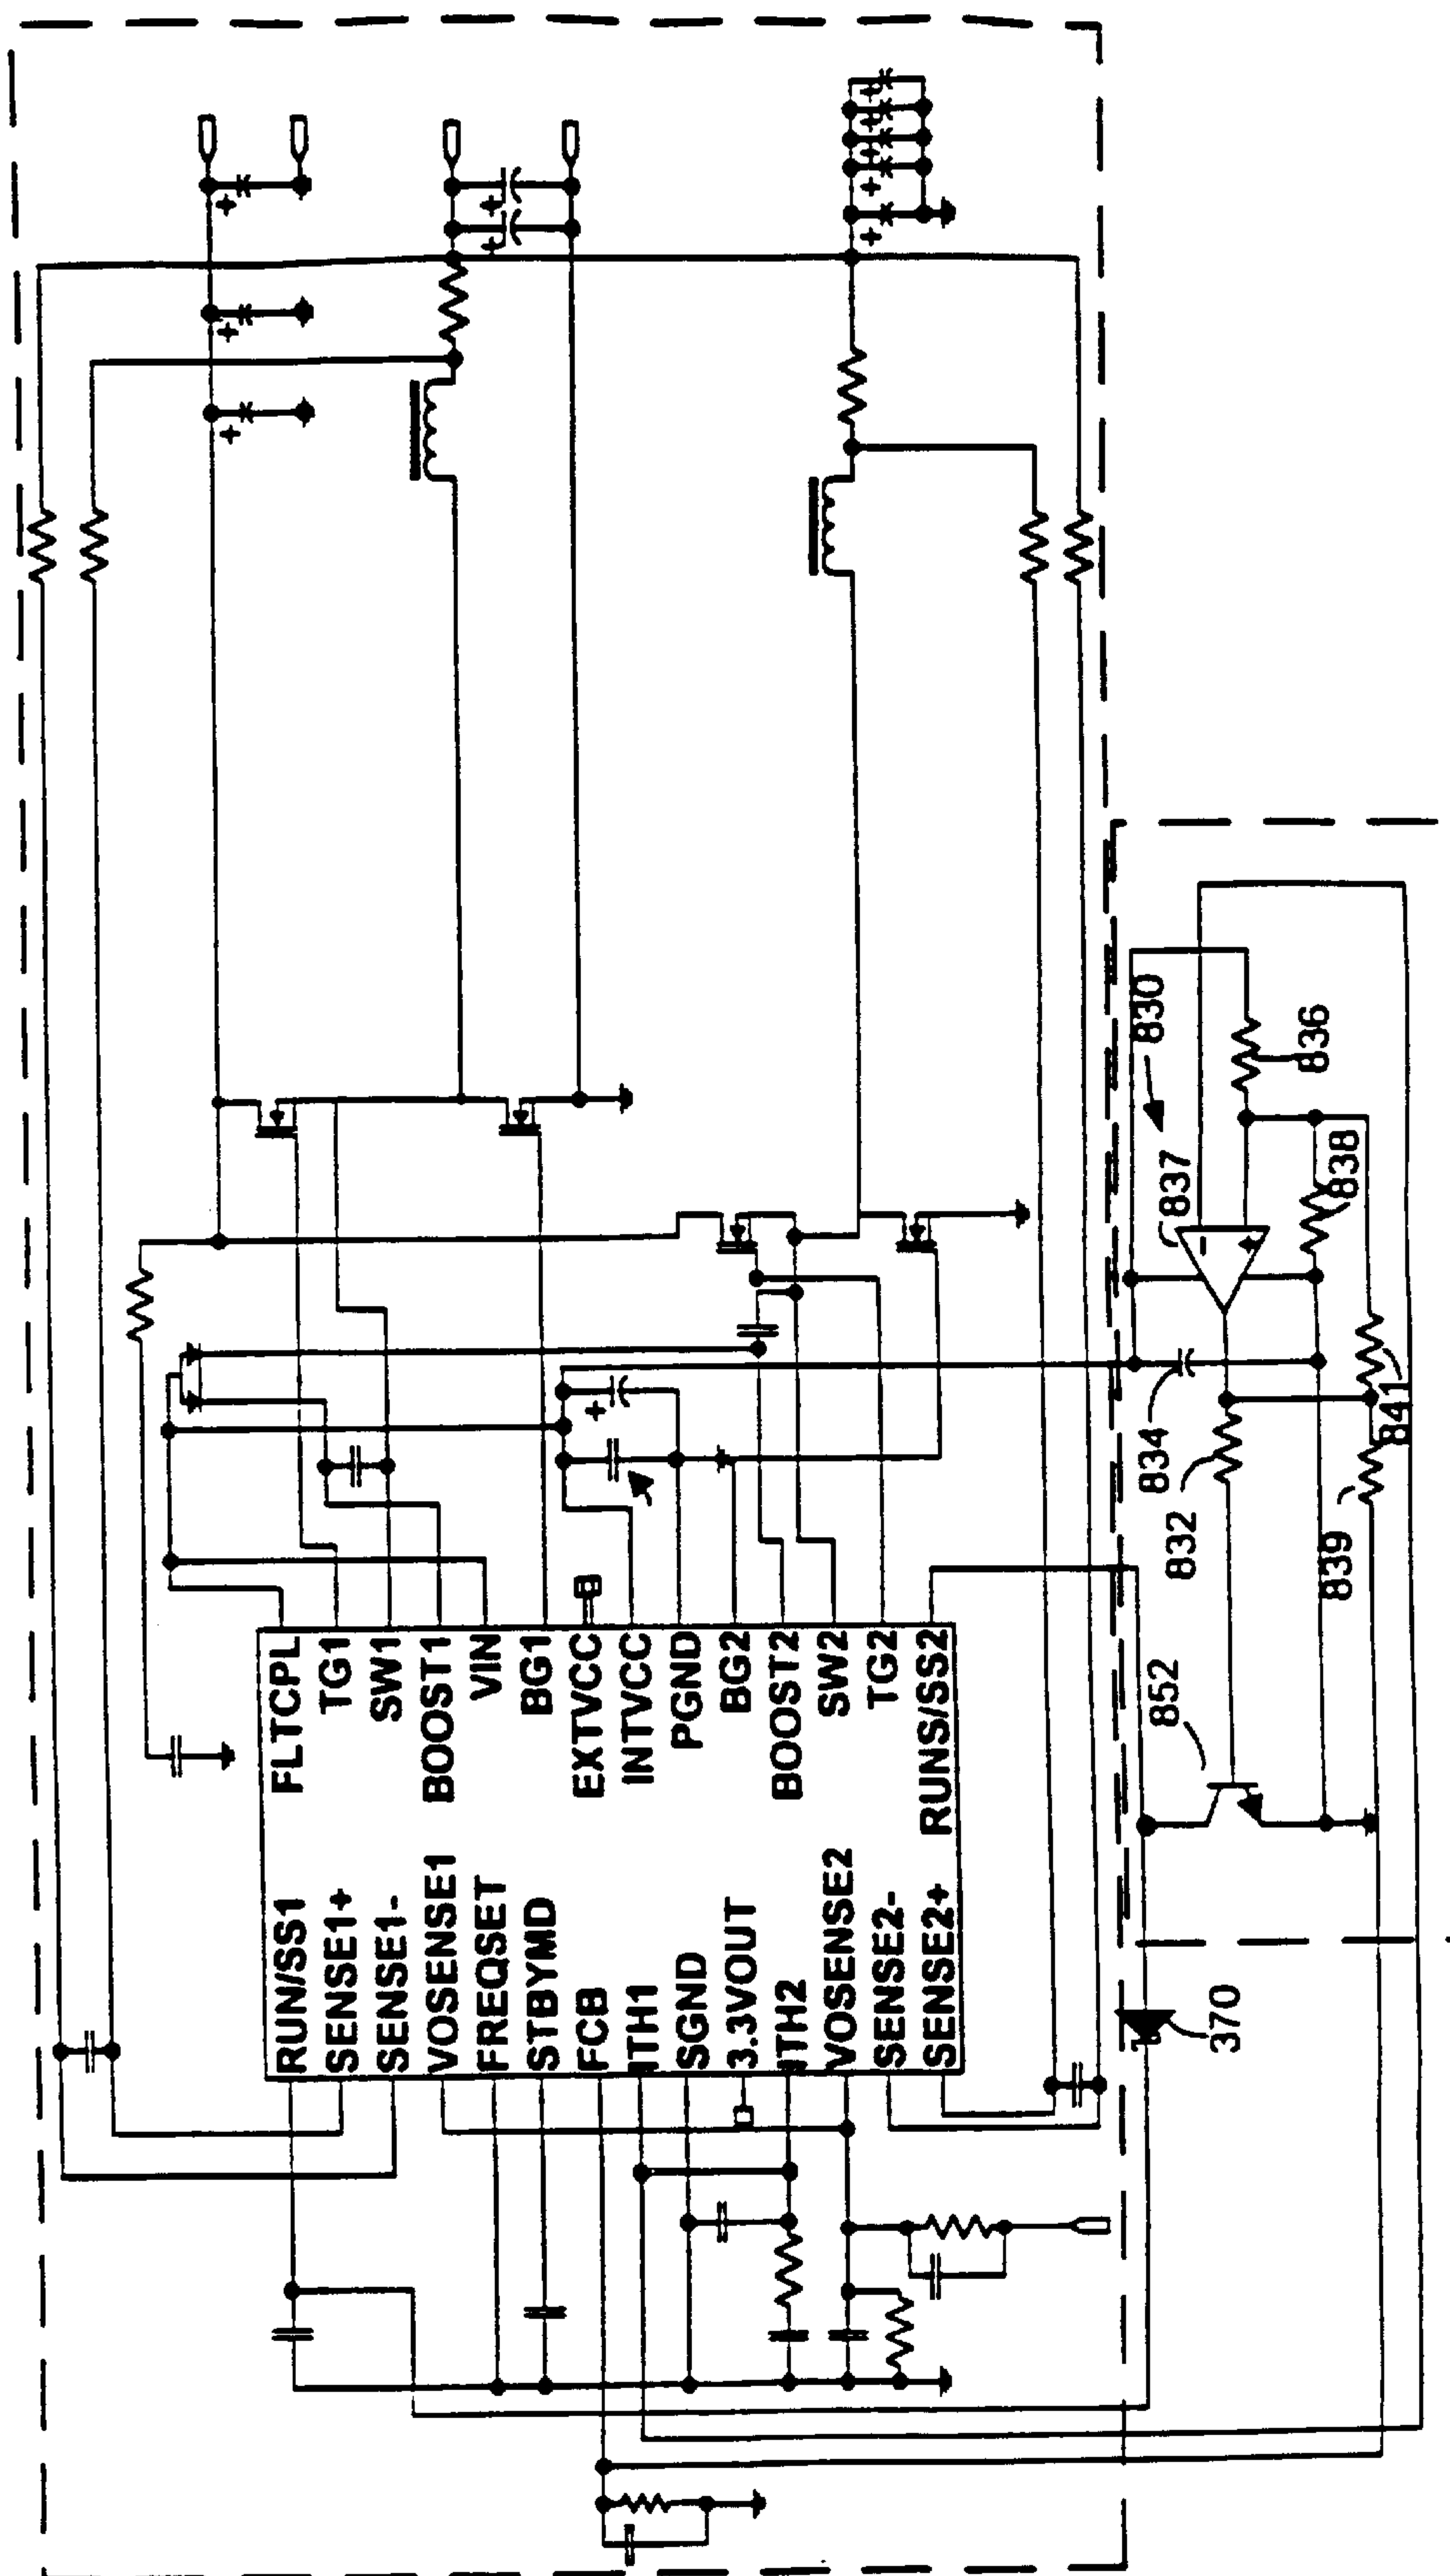 FLTCPL
TG1
SW1
BOOST1
VIN
BG1
EXTVCC
INTVCC
PGND
BG2
BOOST2
SW2
TG2
RUNS/SS2
RUN/SS1
SENSE1+
SENSE1-
VOSENSE1
FREQSET
STBYMD
FCB
ITH1
SGND
3.3VOUT
ITH2
VOSENSE2
SENSE2-
SENSE2+
830
836
837
838
834
841
832
839
852
370